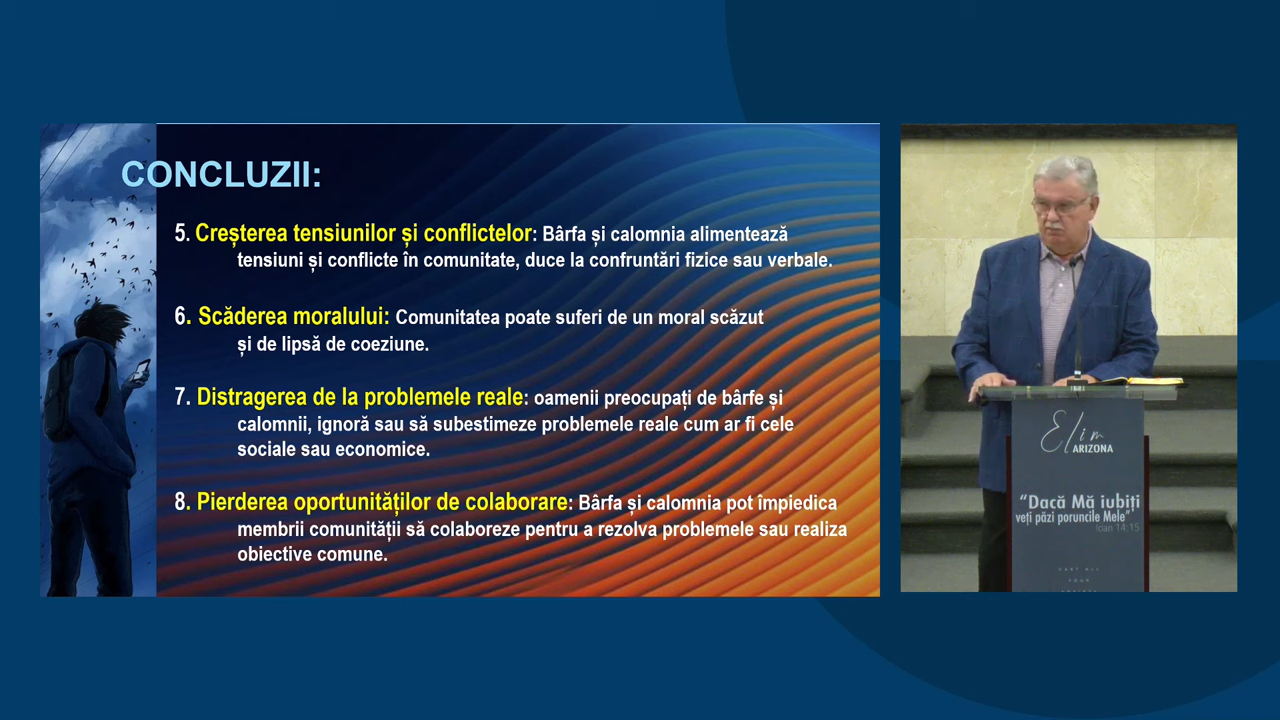 CONCLUZII:
5. Creșterea tensiunilor și conflictelor: Bârfa și calomnia alimentează
tensiuni și conflicte în comunitate, duce la confruntări fizice sau verbale.
6. Scăderea moralului: Comunitatea poate suferi de un moral scăzut
și de lipsă de coeziune.
7. Distragerea de la problemele reale: oamenii preocupați de bârfe și
calomnii, ignoră sau să subestimeze problemele reale cum ar fi cele
sociale sau economice.
8. Pierderea oportunităților de colaborare: Bârfa și calomnia pot împiedica
membrii comunității să colaboreze pentru a rezolva problemele sau realiza
obiective comune.
Elim
ARIZONA
“Dacă Mă iubiți
veți păzi poruncile Mele”
Ioan 14:15
CAST ALL
YOUR